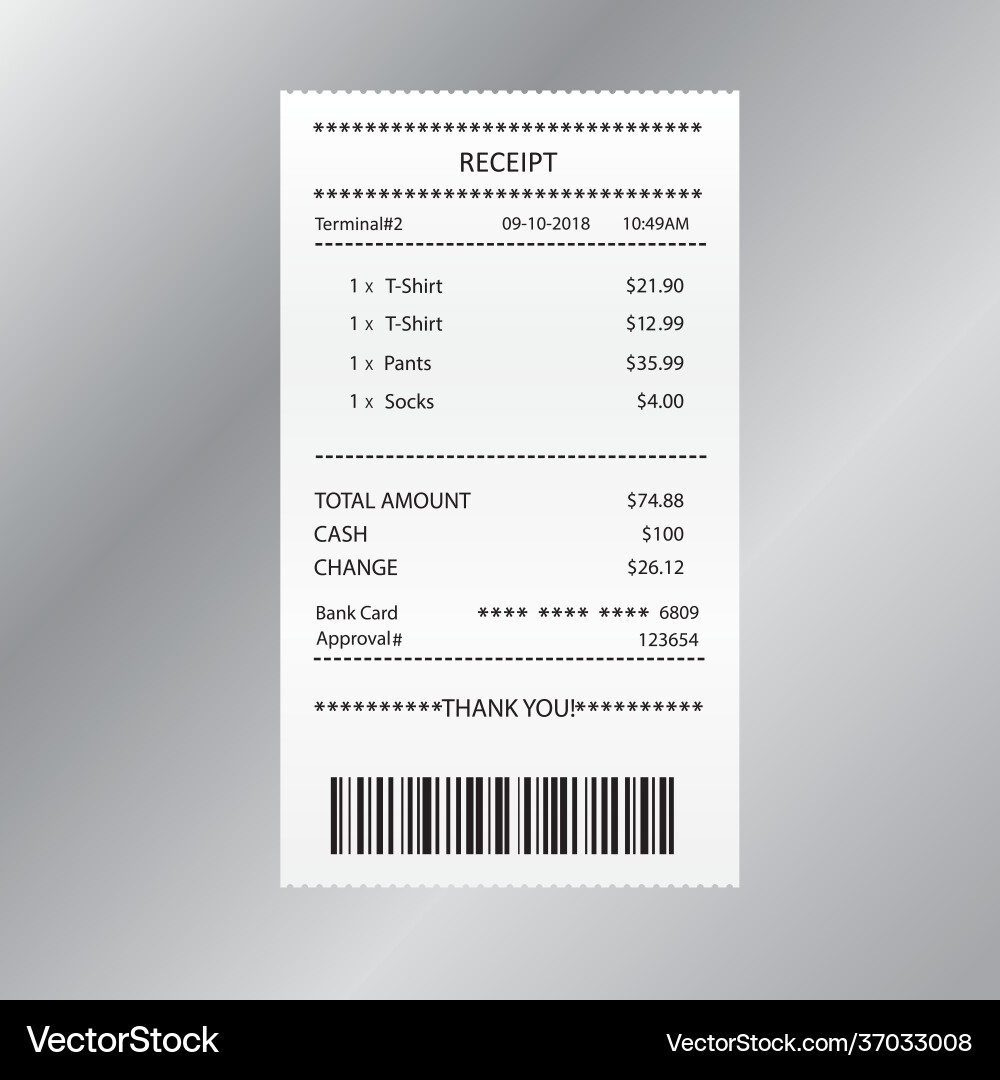 ******************************
RECEIPT
******************************
Terminal#2 09-10-2018 10:49AM
1 x T-Shirt $21.90
1 x T-Shirt $12.99
1 x Pants $35.99
1 x Socks $4.00
TOTAL AMOUNT $74.88
CASH $100
CHANGE $26.12
Bank Card **** **** **** 6809
Approval# 123654
**********THANK YOU!**********
VectorStock VectorStock.com/37033008